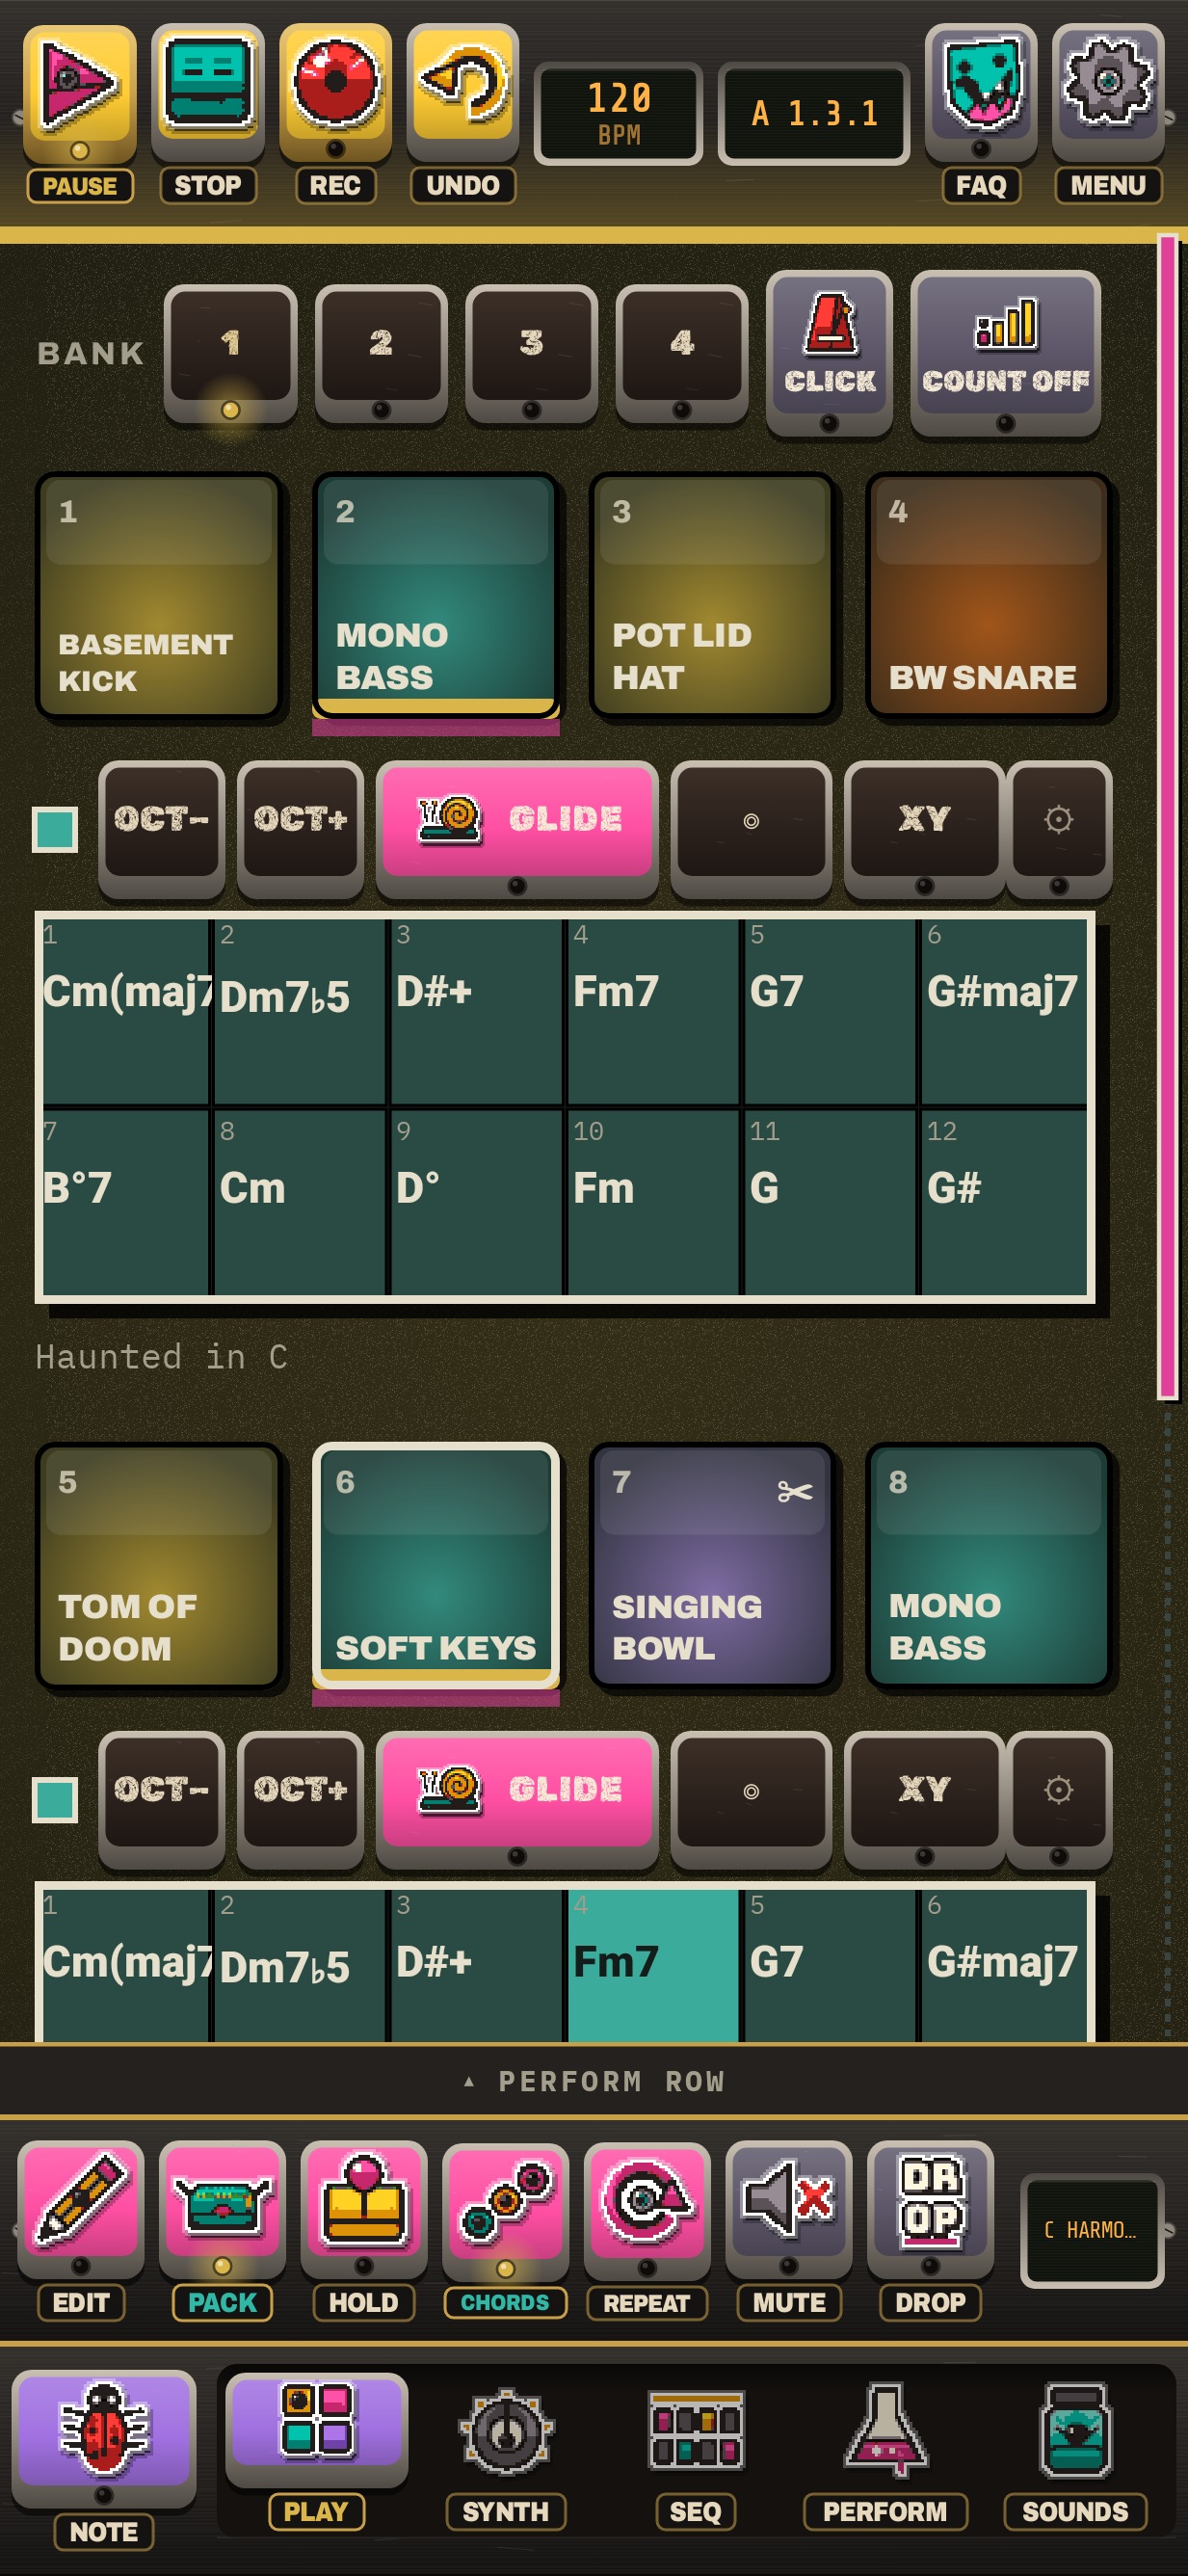 120
BPM
A 1.3.1
PAUSE
STOP
REC
UNDO
FAQ
MENU
BANK
1
2
3
4
CLICK
COUNT OFF
1
BASEMENT
KICK
2
MONO
BASS
3
POT LID
HAT
4
BW SNARE
OCT-
OCT+
GLIDE
XY
1
Cm(maj7
2
Dm7♭5
3
D#+
4
Fm7
5
G7
6
G#maj7
7
B°7
8
Cm
9
D°
10
Fm
11
G
12
G#
Haunted in C
5
TOM OF
DOOM
6
SOFT KEYS
7
SINGING
BOWL
8
MONO
BASS
OCT-
OCT+
GLIDE
XY
1
Cm(maj7
2
Dm7♭5
3
D#+
4
Fm7
5
G7
6
G#maj7
▲ PERFORM ROW
DR
OP
C HARMO…
EDIT
PACK
HOLD
CHORDS
REPEAT
MUTE
DROP
NOTE
PLAY
SYNTH
SEQ
PERFORM
SOUNDS